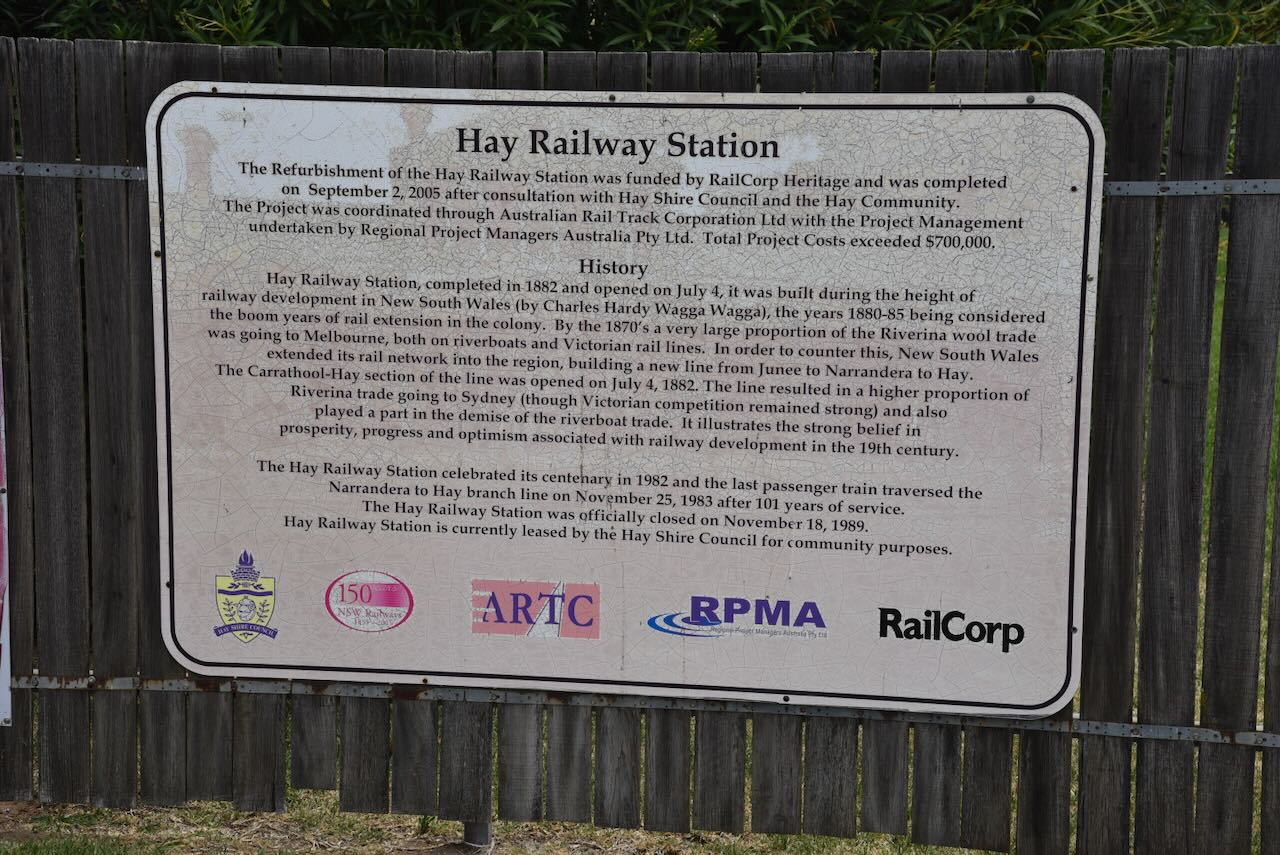 Hay Railway Station
The Refurbishment of the Hay Railway Station was funded by RailCorp Heritage and was completed
on September 2, 2005 after consultation with Hay Shire Council and the Hay Community.
The Project was coordinated through Australian Rail Track Corporation Ltd with the Project Management
undertaken by Regional Project Managers Australia Pty Ltd. Total Project Costs exceeded $700,000.
History
Hay Railway Station, completed in 1882 and opened on July 4, it was built during the height of
railway development in New South Wales (by Charles Hardy Wagga Wagga), the years 1880-85 being considered
the boom years of rail extension in the colony. By the 1870's a very large proportion of the Riverina wool trade
was going to Melbourne, both on riverboats and Victorian rail lines. In order to counter this, New South Wales
extended its rail network into the region, building a new line from Junee to Narrandera to Hay.
The Carrathool-Hay section of the line was opened on July 4, 1882. The line resulted in a higher proportion of
Riverina trade going to Sydney (though Victorian competition remained strong) and also
played a part in the demise of the riverboat trade. It illustrates the strong belief in
prosperity, progress and optimism associated with railway development in the 19th century.
The Hay Railway Station celebrated its centenary in 1982 and the last passenger train traversed the
Narrandera to Hay branch line on November 25, 1983 after 101 years of service.
The Hay Railway Station was officially closed on November 18, 1989.
Hay Railway Station is currently leased by the Hay Shire Council for community purposes.
HAY SHIRE COUNCIL
150
NSW Railways
ARTC
RPMA
Regional Project Managers Australia Pty Ltd
RailCorp